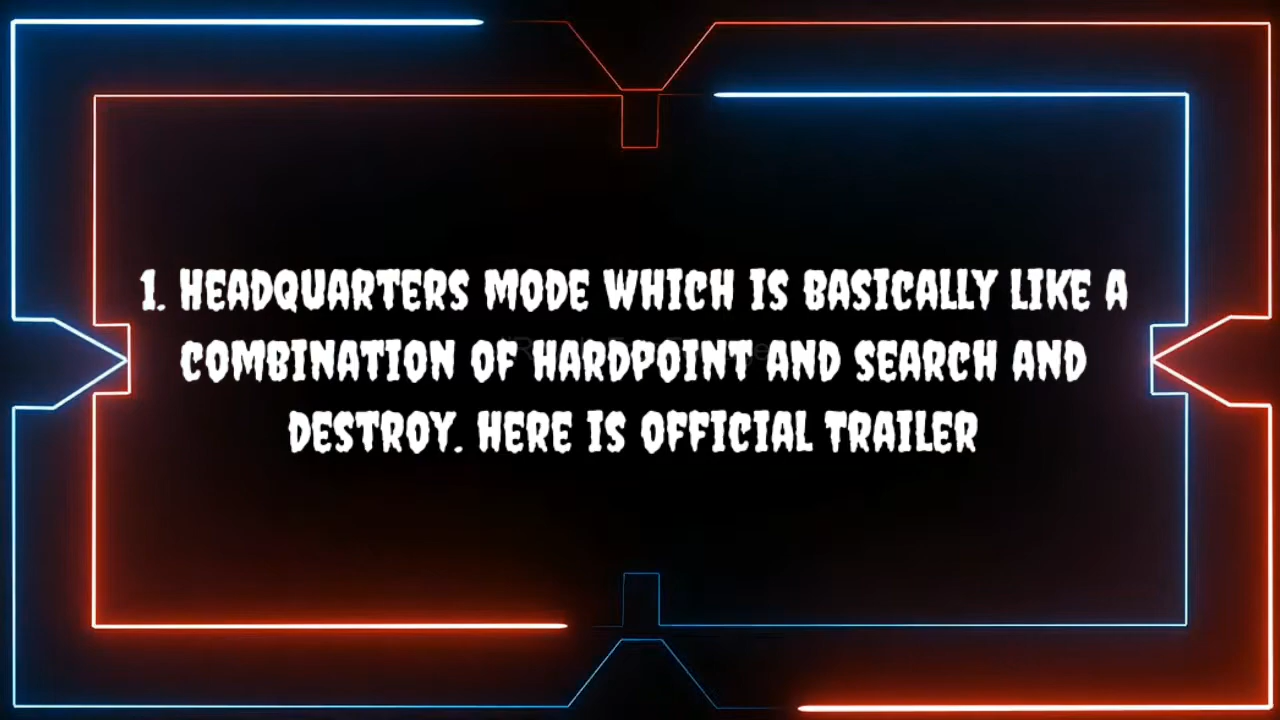 1. HEADQUARTERS MODE WHICH IS BASICALLY LIKE A
COMBINATION OF HARDPOINT AND SEARCH AND
DESTROY. HERE IS OFFICIAL TRAILER